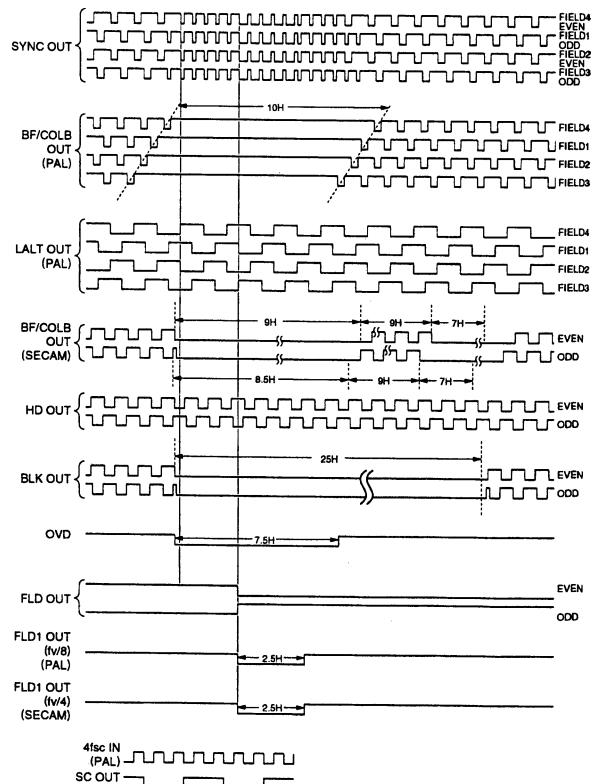 SYNC OUT
FIELD4
EVEN
FIELD1
ODD
FIELD2
EVEN
FIELD3
ODD
10H
BF/COLB
OUT
(PAL)
FIELD4
FIELD1
FIELD2
FIELD3
LALT OUT
(PAL)
FIELD4
FIELD1
FIELD2
FIELD3
9H
9H
7H
BF/COLB
OUT
(SECAM)
EVEN
ODD
8.5H
9H
7H
HD OUT
EVEN
ODD
25H
BLK OUT
EVEN
ODD
OVD
7.5H
FLD OUT
EVEN
ODD
FLD1 OUT
(fv/8)
(PAL)
2.5H
FLD1 OUT
(fv/4)
(SECAM)
2.5H
4fsc IN
(PAL)
SC OUT